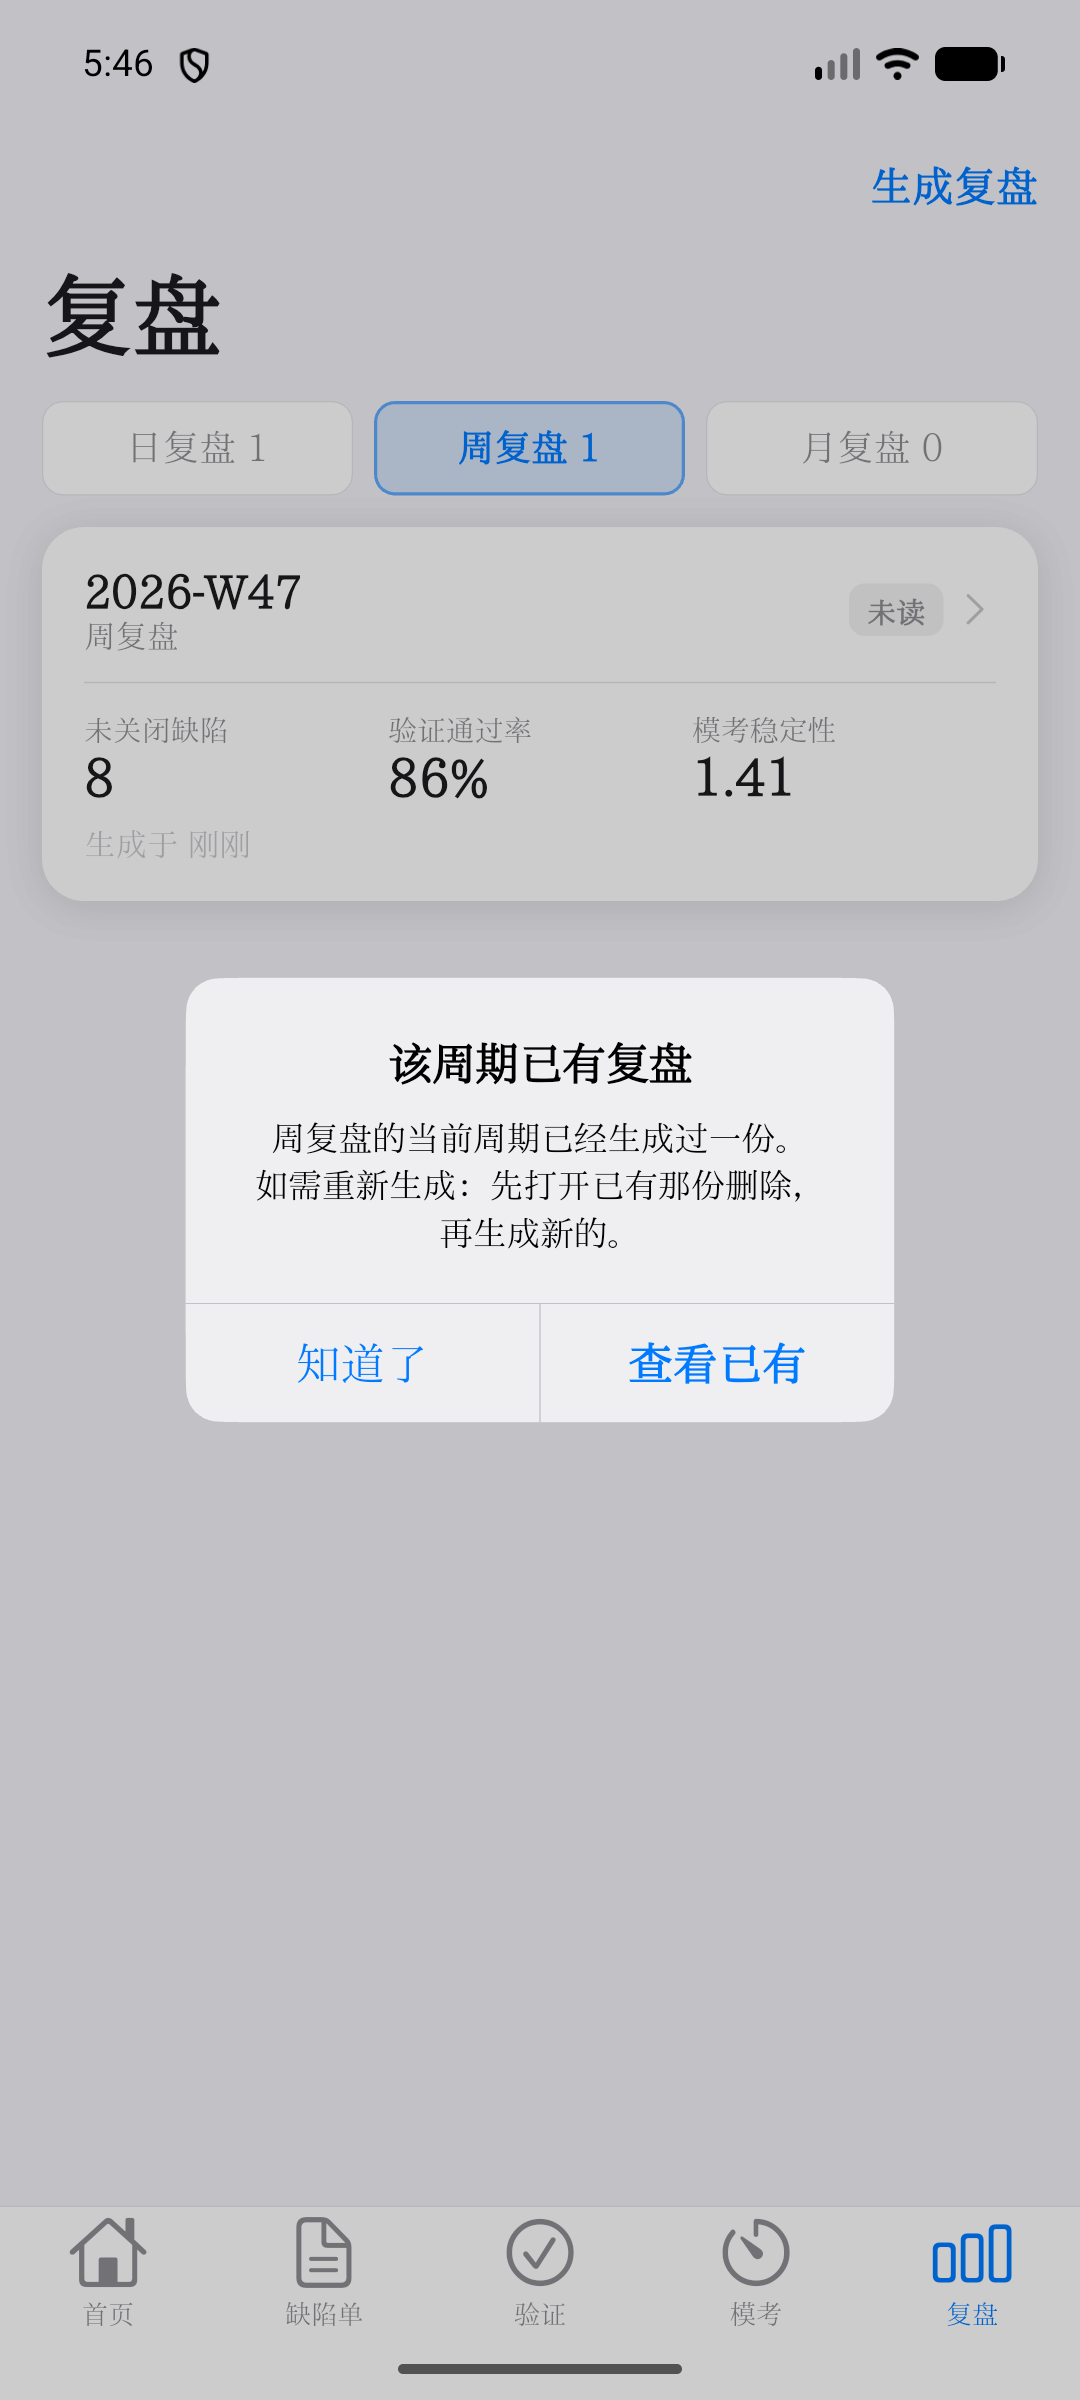 5:46
生成复盘
复盘
日复盘 1
周复盘 1
月复盘 0
2026-W47
周复盘
未读
未关闭缺陷
验证通过率
模考稳定性
8
86%
1.41
生成于 刚刚
该周期已有复盘
周复盘的当前周期已经生成过一份。
如需重新生成：先打开已有那份删除，
再生成新的。
知道了
查看已有
首页
缺陷单
验证
模考
复盘